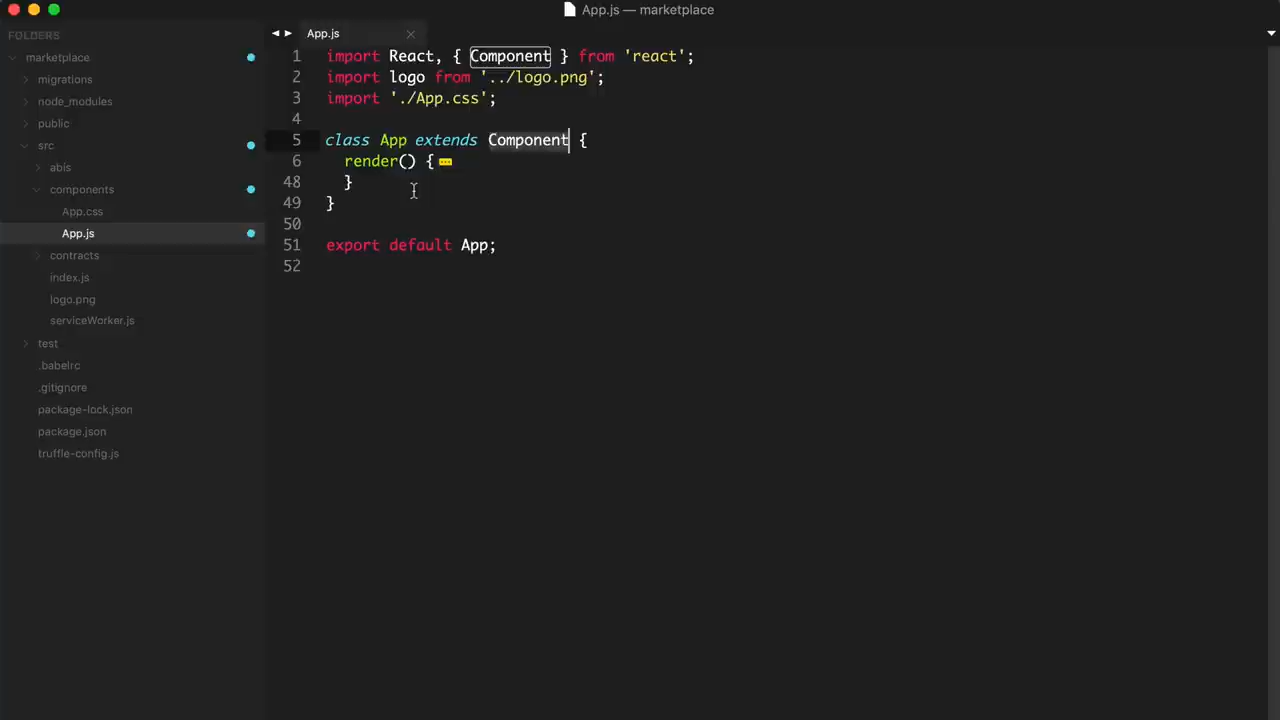 App.js — marketplace
FOLDERS
marketplace
migrations
node_modules
public
src
abis
components
App.css
App.js
contracts
index.js
logo.png
serviceWorker.js
test
.babelrc
.gitignore
package-lock.json
package.json
truffle-config.js
App.js
1 import React, { Component } from 'react';
2 import logo from '../logo.png';
3 import './App.css';
4
5 class App extends Component {
6 render() {
48 }
49 }
50
51 export default App;
52